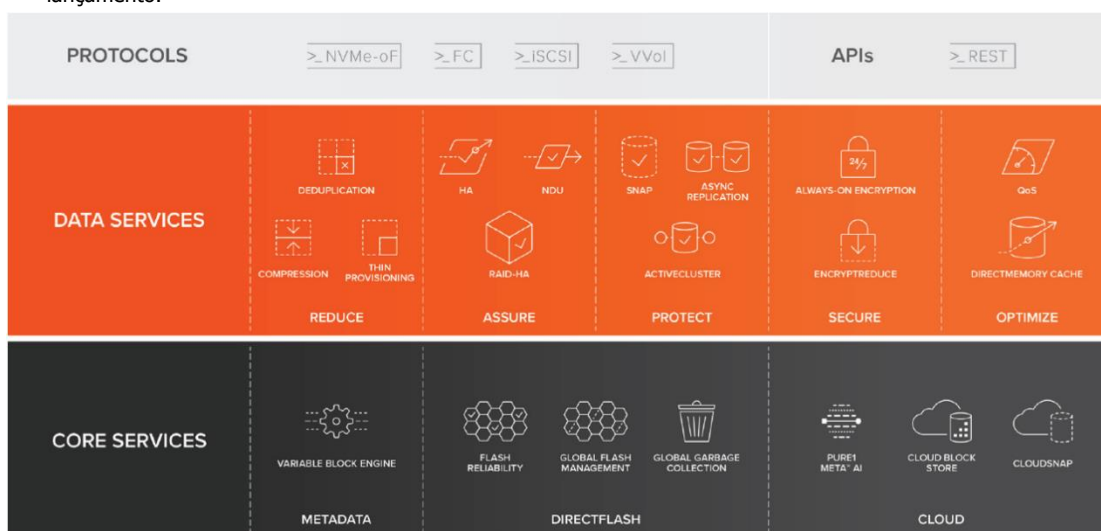 lançamento.
PROTOCOLS
>_NVMe-oF
>_FC
>_iSCSI
>_VVol
APIs
>_REST
DATA SERVICES
DEDUPLICATION
COMPRESSION
THIN
PROVISIONING
REDUCE
HA
NDU
RAID-HA
ASSURE
SNAP
ASYNC
REPLICATION
ACTIVECLUSTER
PROTECT
24/7
ALWAYS-ON ENCRYPTION
ENCRYPTREDUCE
SECURE
QoS
DIRECTMEMORY CACHE
OPTIMIZE
CORE SERVICES
VARIABLE BLOCK ENGINE
METADATA
FLASH
RELIABILITY
GLOBAL FLASH
MANAGEMENT
GLOBAL GARBAGE
COLLECTION
DIRECTFLASH
PURE1
META™ AI
CLOUD BLOCK
STORE
CLOUDSNAP
CLOUD